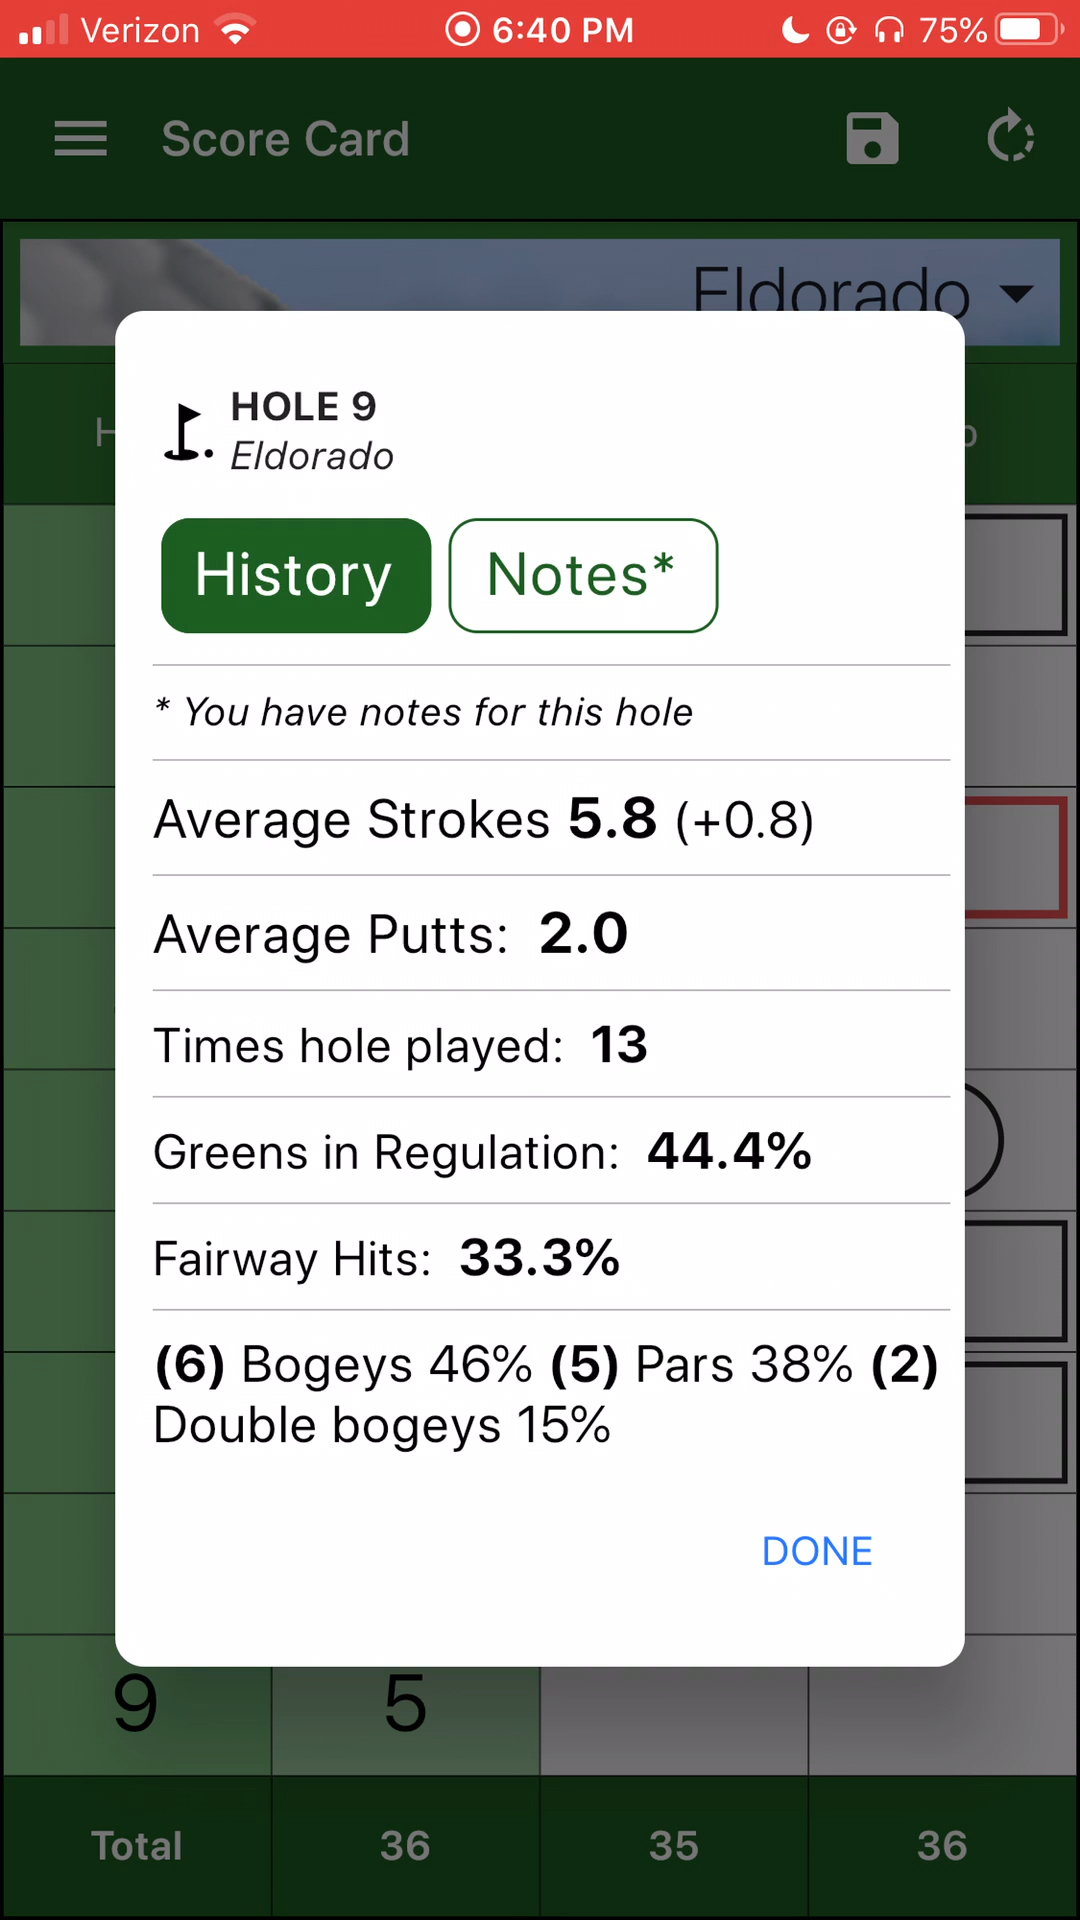 Verizon 6:40 PM 75%
Score Card
Eldorado
HOLE 9
Eldorado
History Notes*
* You have notes for this hole
Average Strokes 5.8 (+0.8)
Average Putts: 2.0
Times hole played: 13
Greens in Regulation: 44.4%
Fairway Hits: 33.3%
(6) Bogeys 46% (5) Pars 38% (2)
Double bogeys 15%
DONE
9 5
Total 36 35 36